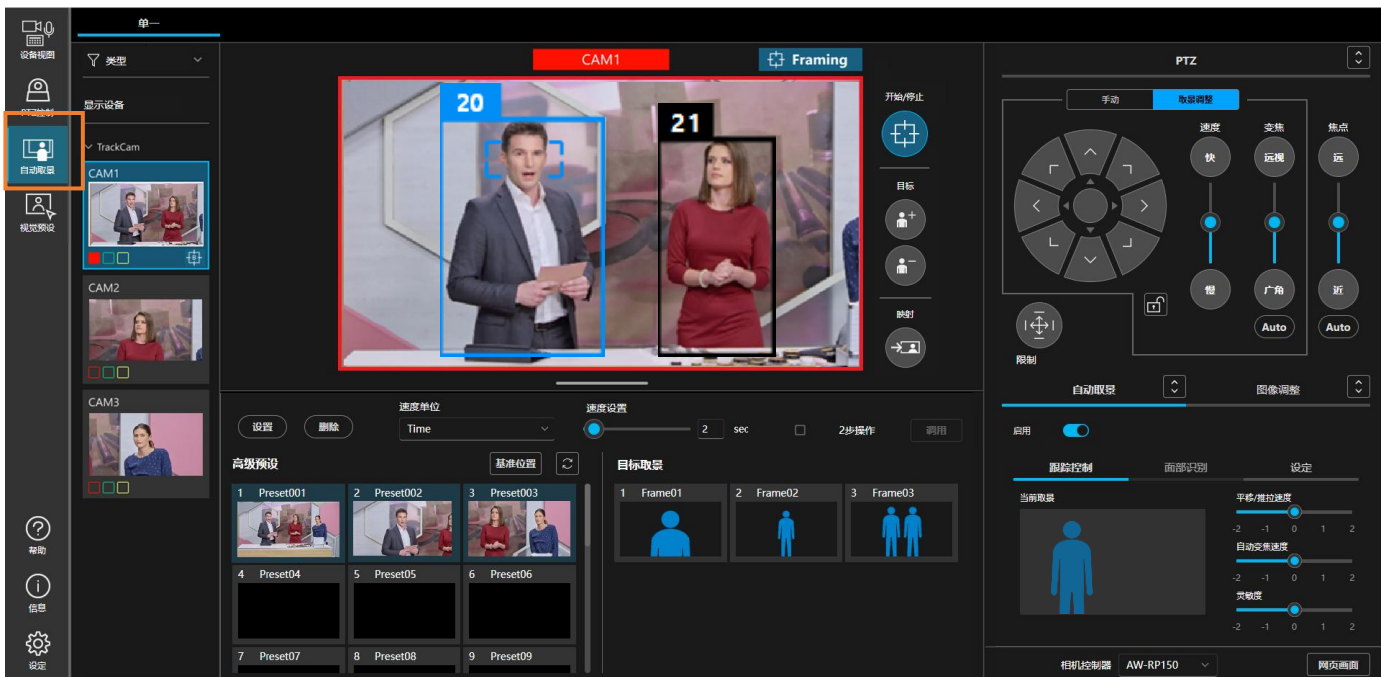 单一
设备视图
PTZ控制
自动取景
视觉预设
帮助
信息
设定
类型
显示设备
TrackCam
CAM1
CAM2
CAM3
CAM1
Framing
20
21
开始/停止
目标
映射
设置
删除
速度单位
Time
速度设置
2 sec
2步操作
调用
高级预设
基准位置
1 Preset001
2 Preset002
3 Preset003
4 Preset04
5 Preset05
6 Preset06
7 Preset07
8 Preset08
9 Preset09
目标取景
1 Frame01
2 Frame02
3 Frame03
PTZ
手动
取景调整
速度
变焦
焦点
快
远视
远
慢
广角
近
Auto
Auto
限制
自动取景
图像调整
启用
跟踪控制
面部识别
设定
当前取景
平移/推拉速度
-2 -1 0 1 2
自动变焦速度
-2 -1 0 1 2
灵敏度
-2 -1 0 1 2
相机控制器
AW-RP150
网页画面